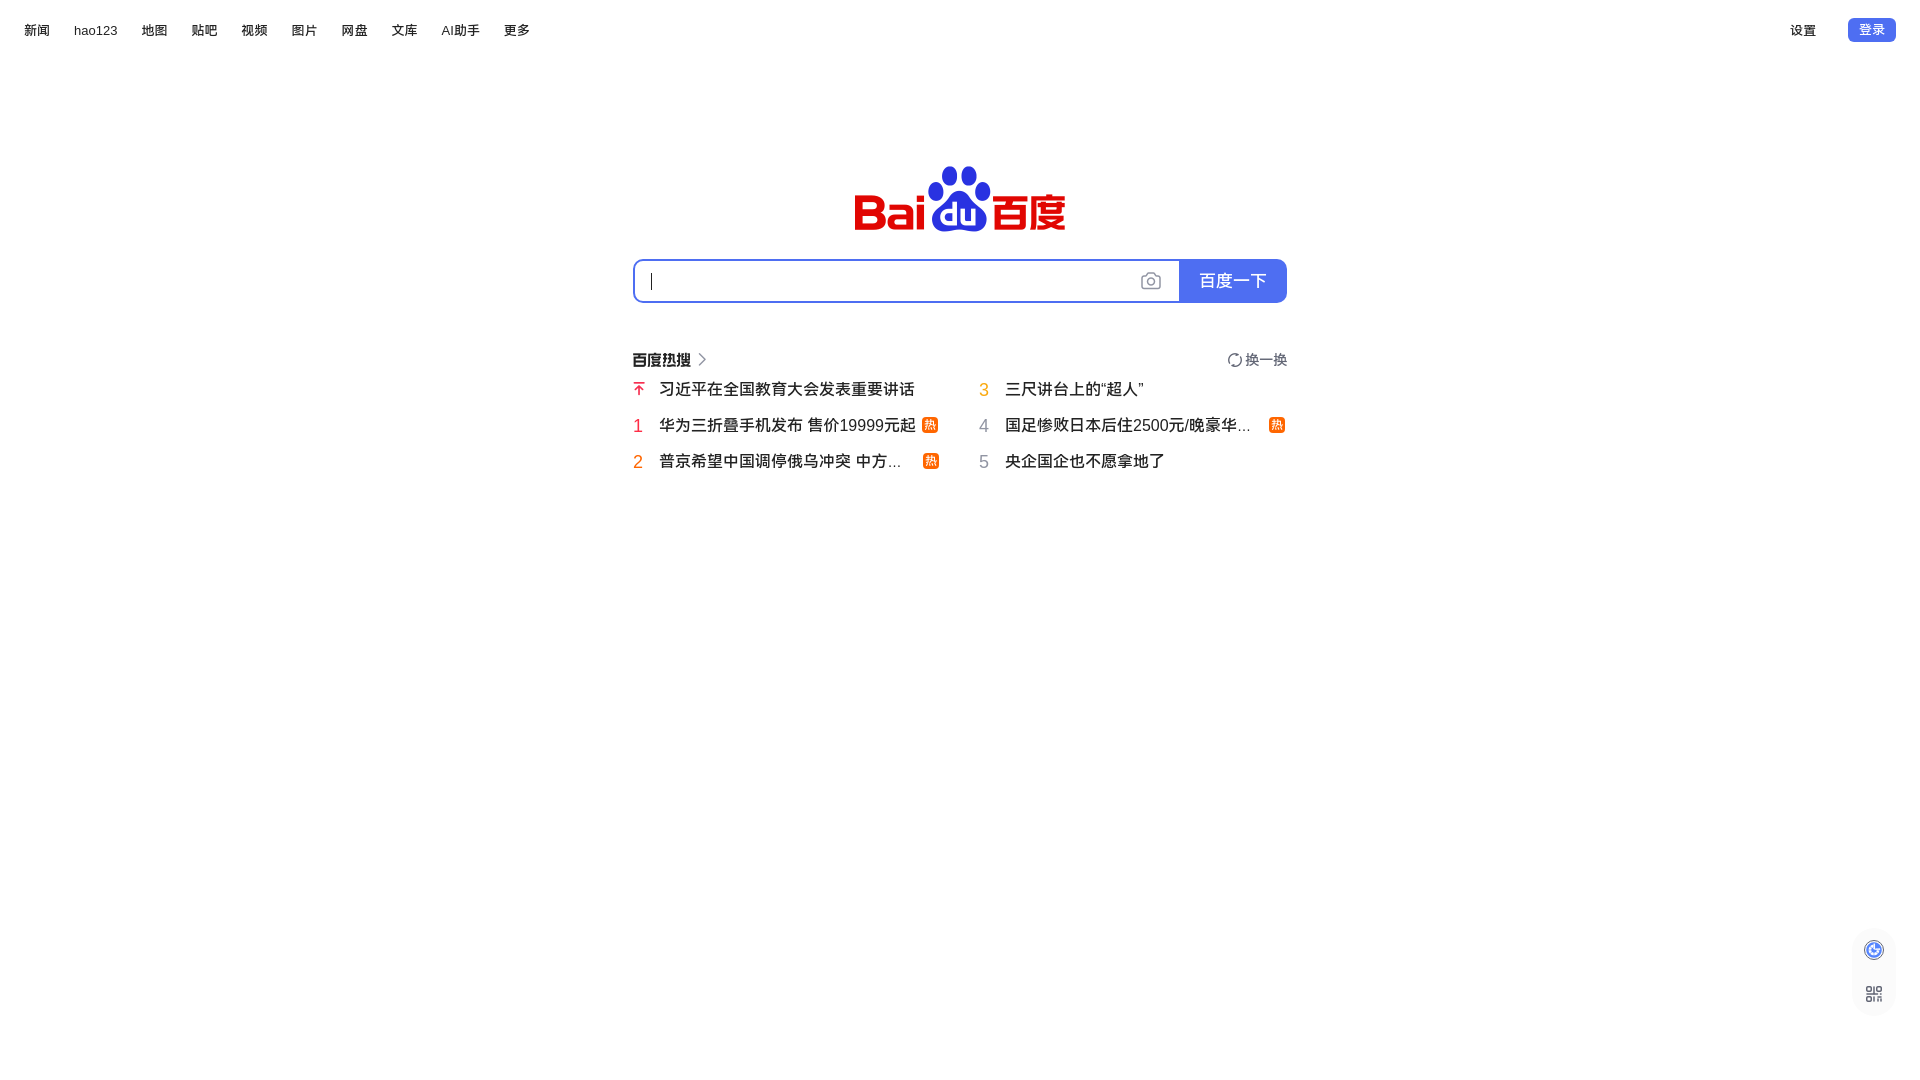 新闻 hao123 地图 贴吧 视频 图片 网盘 文库 AI助手 更多 设置 登录
Bai du 百度
百度一下
百度热搜 换一换
习近平在全国教育大会发表重要讲话
1 华为三折叠手机发布 售价19999元起 热
2 普京希望中国调停俄乌冲突 中方... 热
3 三尺讲台上的“超人”
4 国足惨败日本后住2500元/晚豪华... 热
5 央企国企也不愿拿地了